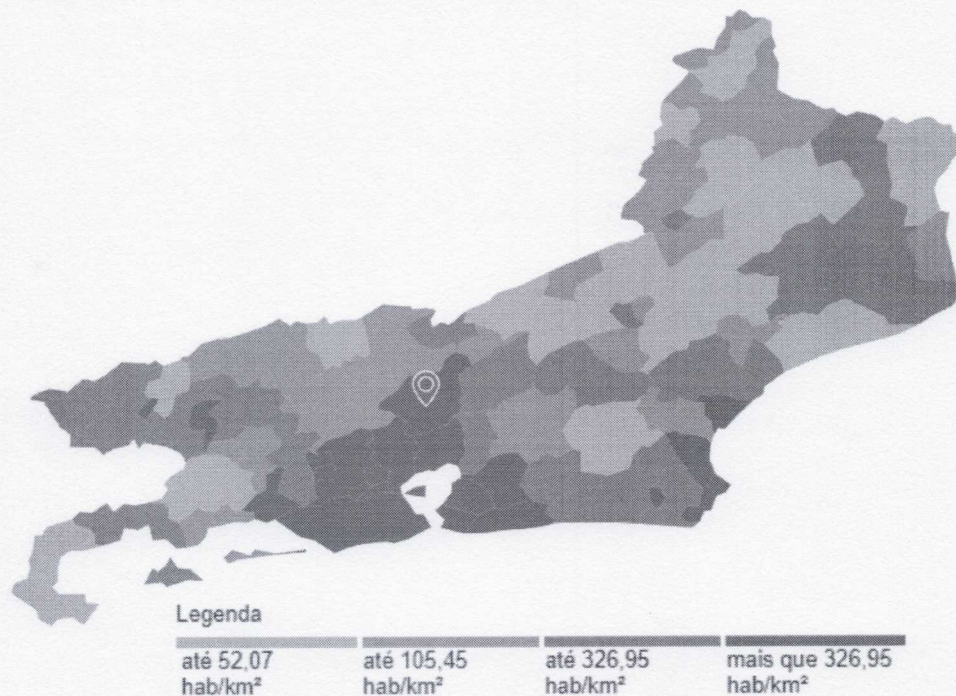 Legenda
até 52,07 até 105,45 até 326,95 mais que 326,95
hab/km² hab/km² hab/km² hab/km²